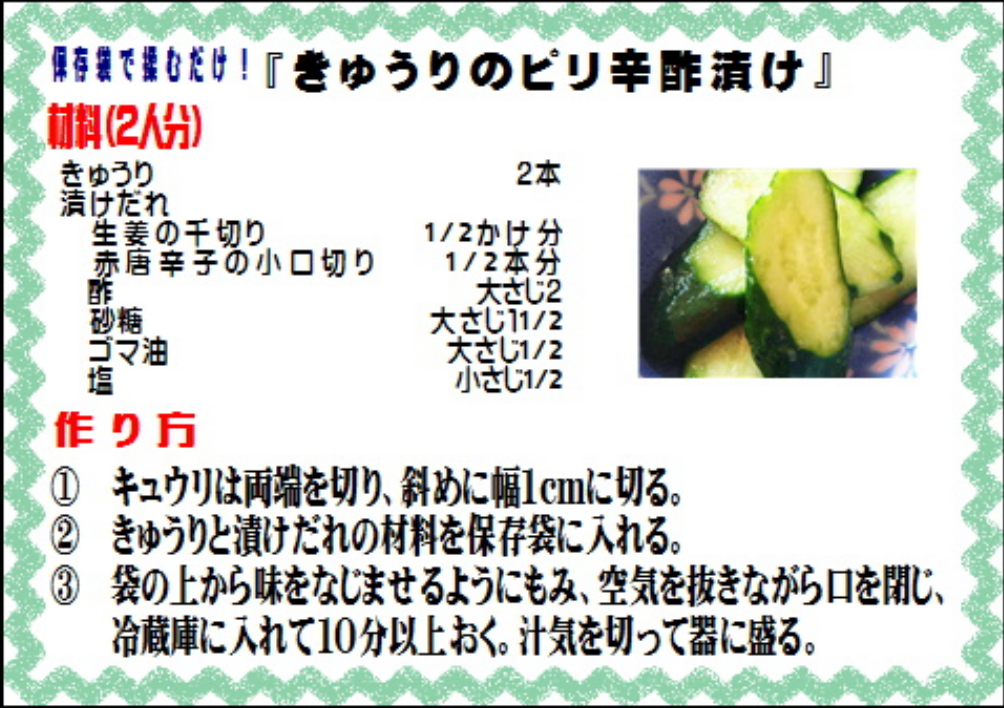 保存袋で揉むだけ！『きゅうりのピリ辛酢漬け』
材料(2人分)
きゅうり 2本
漬けだれ
生姜の千切り 1/2かけ分
赤唐辛子の小口切り 1/2本分
酢 大さじ2
砂糖 大さじ11/2
ゴマ油 大さじ1/2
塩 小さじ1/2
作り方
① キュウリは両端を切り、斜めに幅1cmに切る。
② きゅうりと漬けだれの材料を保存袋に入れる。
③ 袋の上から味をなじませるようにもみ、空気を抜きながら口を閉じ、
冷蔵庫に入れて10分以上おく。汁気を切って器に盛る。